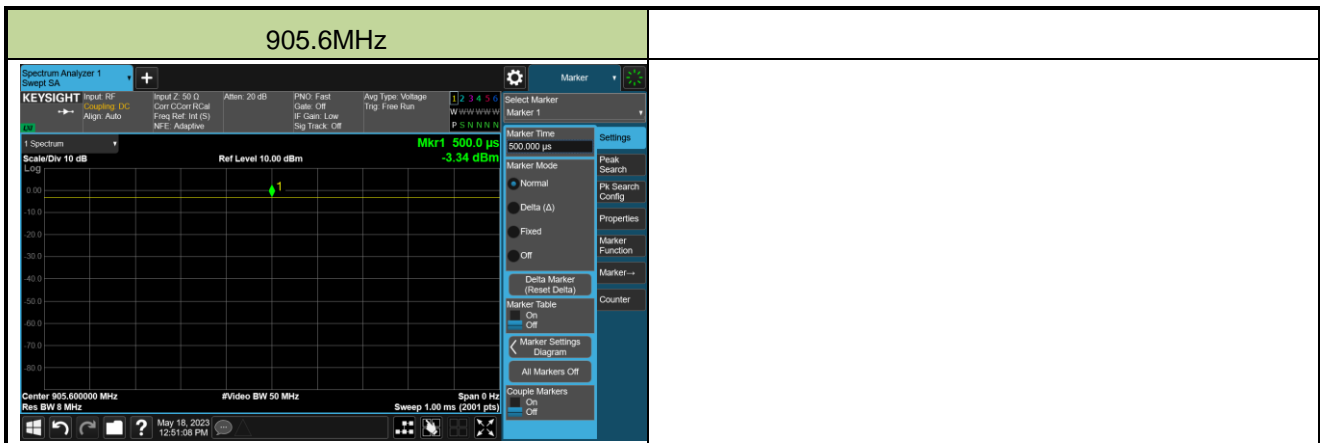 905.6MHz
Spectrum Analyzer 1
Swept SA
Marker
KEYSIGHT
Input: RF
Coupling: DC
Align: Auto
Input Z: 50 Ω
Corr CCorr RCal
Freq Ref: Int (S)
NFE: Adaptive
Atten: 20 dB
PNO: Fast
Gate: Off
IF Gain: Low
Sig Track: Off
Avg Type: Voltage
Trig: Free Run
1 2 3 4 5 6
W W W W W W
P S N N N N
Select Marker
Marker 1
1 Spectrum
Scale/Div 10 dB
Ref Level 10.00 dBm
Mkr1 500.0 µs
-3.34 dBm
Log
1
0.00
-10.0
-20.0
-30.0
-40.0
-50.0
-60.0
-70.0
-80.0
Center 905.600000 MHz
Res BW 8 MHz
#Video BW 50 MHz
Span 0 Hz
Sweep 1.00 ms (2001 pts)
Marker Time
500.000 µs
Marker Mode
Normal
Delta (Δ)
Fixed
Off
Delta Marker
(Reset Delta)
Marker Table
On
Off
Marker Settings
Diagram
All Markers Off
Couple Markers
On
Off
Settings
Peak
Search
Pk Search
Config
Properties
Marker
Function
Marker→
Counter
?
May 18, 2023
12:51:08 PM